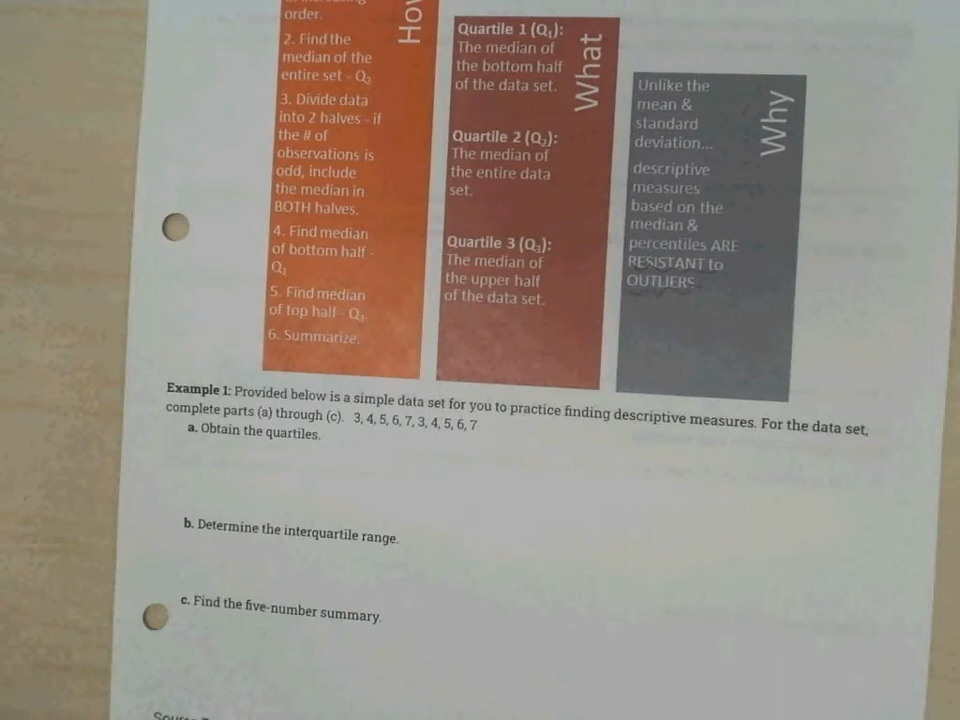 order.
2. Find the
median of the
entire set - Q₂
3. Divide data
into 2 halves - if
the # of
observations is
odd, include
the median in
BOTH halves.
4. Find median
of bottom half -
Q₁
5. Find median
of top half - Q₃.
6. Summarize.
Quartile 1 (Q₁):
The median of
the bottom half
of the data set.
What
Quartile 2 (Q₂):
The median of
the entire data
set.
Quartile 3 (Q₃):
The median of
the upper half
of the data set.
Unlike the
mean &
standard
deviation...
Why
descriptive
measures
based on the
median &
percentiles ARE
RESISTANT to
OUTLIERS.
Example 1: Provided below is a simple data set for you to practice finding descriptive measures. For the data set,
complete parts (a) through (c). 3, 4, 5, 6, 7, 3, 4, 5, 6, 7
a. Obtain the quartiles.
b. Determine the interquartile range.
c. Find the five-number summary.